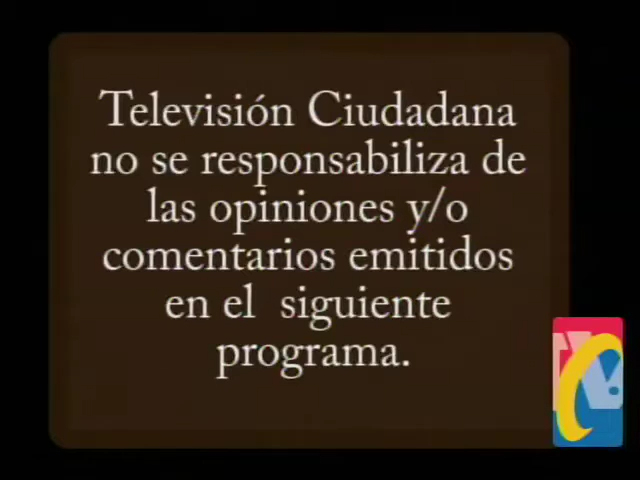 Televisión Ciudadana
no se responsabiliza de
las opiniones y/o
comentarios emitidos
en el siguiente
programa.